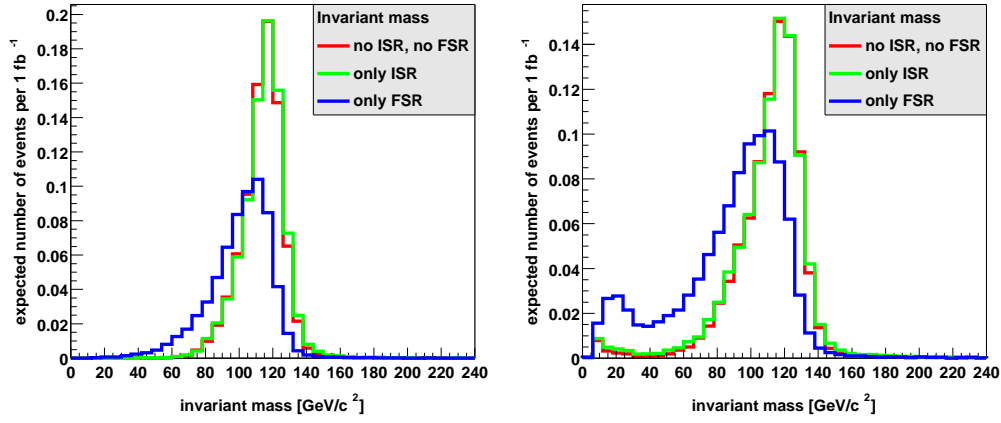 expected number of events per 1 fb -1
0.2
0.18
0.16
0.14
0.12
0.1
0.08
0.06
0.04
0.02
0
Invariant mass
no ISR, no FSR
only ISR
only FSR
0 20 40 60 80 100 120 140 160 180 200 220 240
invariant mass [GeV/c 2]
expected number of events per 1 fb -1
0.14
0.12
0.1
0.08
0.06
0.04
0.02
0
Invariant mass
no ISR, no FSR
only ISR
only FSR
0 20 40 60 80 100 120 140 160 180 200 220 240
invariant mass [GeV/c 2]